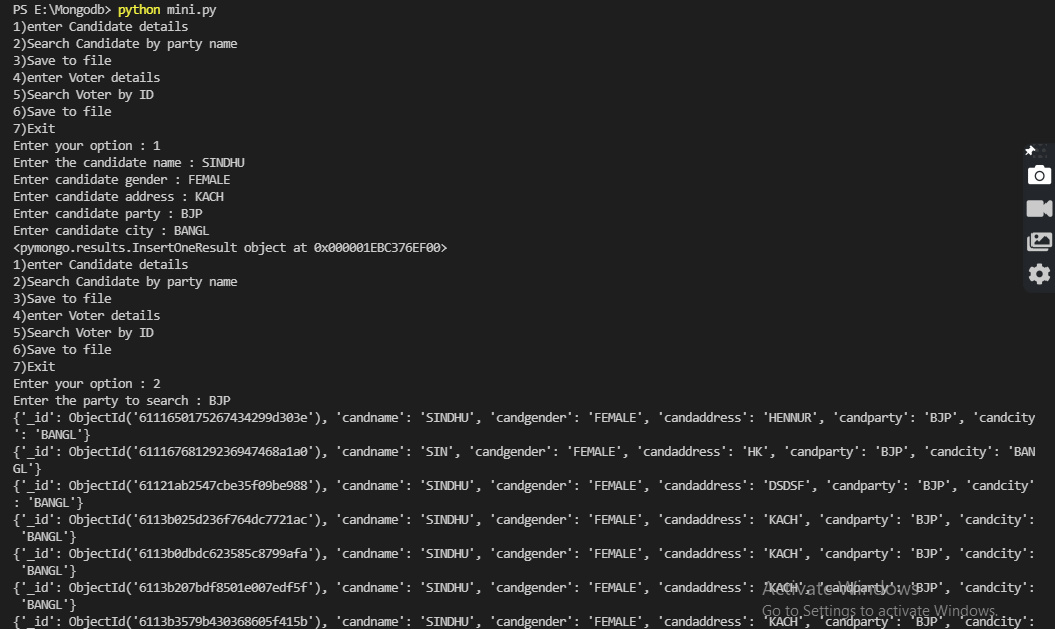 PS E:\Mongodb> python mini.py
1)enter Candidate details
2)Search Candidate by party name
3)Save to file
4)enter Voter details
5)Search Voter by ID
6)Save to file
7)Exit
Enter your option : 1
Enter the candidate name : SINDHU
Enter candidate gender : FEMALE
Enter candidate address : KACH
Enter candidate party : BJP
Enter candidate city : BANGL
<pymongo.results.InsertOneResult object at 0x000001EBC376EF00>
1)enter Candidate details
2)Search Candidate by party name
3)Save to file
4)enter Voter details
5)Search Voter by ID
6)Save to file
7)Exit
Enter your option : 2
Enter the party to search : BJP
{'_id': ObjectId('6111650175267434299d303e'), 'candname': 'SINDHU', 'candgender': 'FEMALE', 'candaddress': 'HENNUR', 'candparty': 'BJP', 'candcity
': 'BANGL'}
{'_id': ObjectId('61116768129236947468a1a0'), 'candname': 'SIN', 'candgender': 'FEMALE', 'candaddress': 'HK', 'candparty': 'BJP', 'candcity': 'BAN
GL'}
{'_id': ObjectId('61121ab2547cbe35f09be988'), 'candname': 'SINDHU', 'candgender': 'FEMALE', 'candaddress': 'DSDSF', 'candparty': 'BJP', 'candcity'
: 'BANGL'}
{'_id': ObjectId('6113b025d236f764dc7721ac'), 'candname': 'SINDHU', 'candgender': 'FEMALE', 'candaddress': 'KACH', 'candparty': 'BJP', 'candcity':
 'BANGL'}
{'_id': ObjectId('6113b0dbdc623585c8799afa'), 'candname': 'SINDHU', 'candgender': 'FEMALE', 'candaddress': 'KACH', 'candparty': 'BJP', 'candcity':
 'BANGL'}
{'_id': ObjectId('6113b207bdf8501e007edf5f'), 'candname': 'SINDHU', 'candgender': 'FEMALE', 'candaddress': 'KACH', 'candparty': 'BJP', 'candcity':
 'BANGL'}
{'_id': ObjectId('6113b3579b430368605f415b'), 'candname': 'SINDHU', 'candgender': 'FEMALE', 'candaddress': 'KACH', 'candparty': 'BJP', 'candcity':
Activate Windows
Go to Settings to activate Windows.